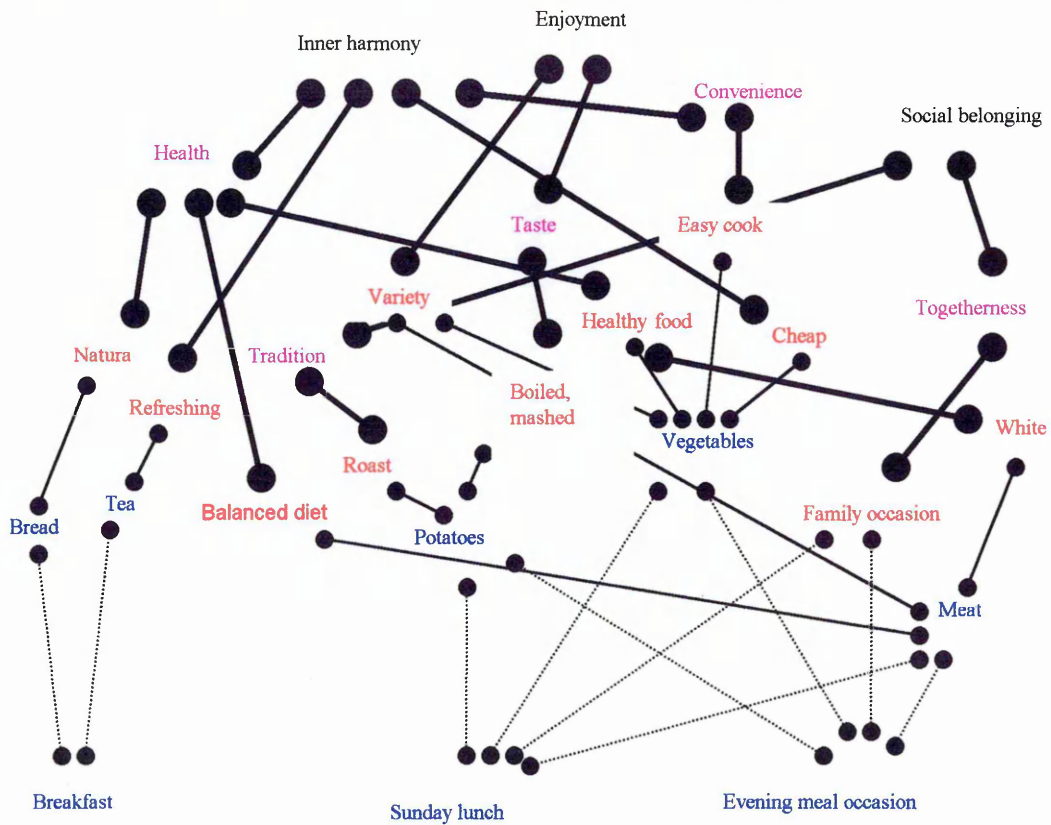 Enjoyment
Inner harmony
Convenience
Social belonging
Health
Taste
Easy cook
Variety
Togetherness
Healthy food
Cheap
Natura
Tradition
Boiled,
mashed
Refreshing
White
Vegetables
Roast
Tea
Balanced diet
Family occasion
Bread
Potatoes
Meat
Breakfast
Sunday lunch
Evening meal occasion